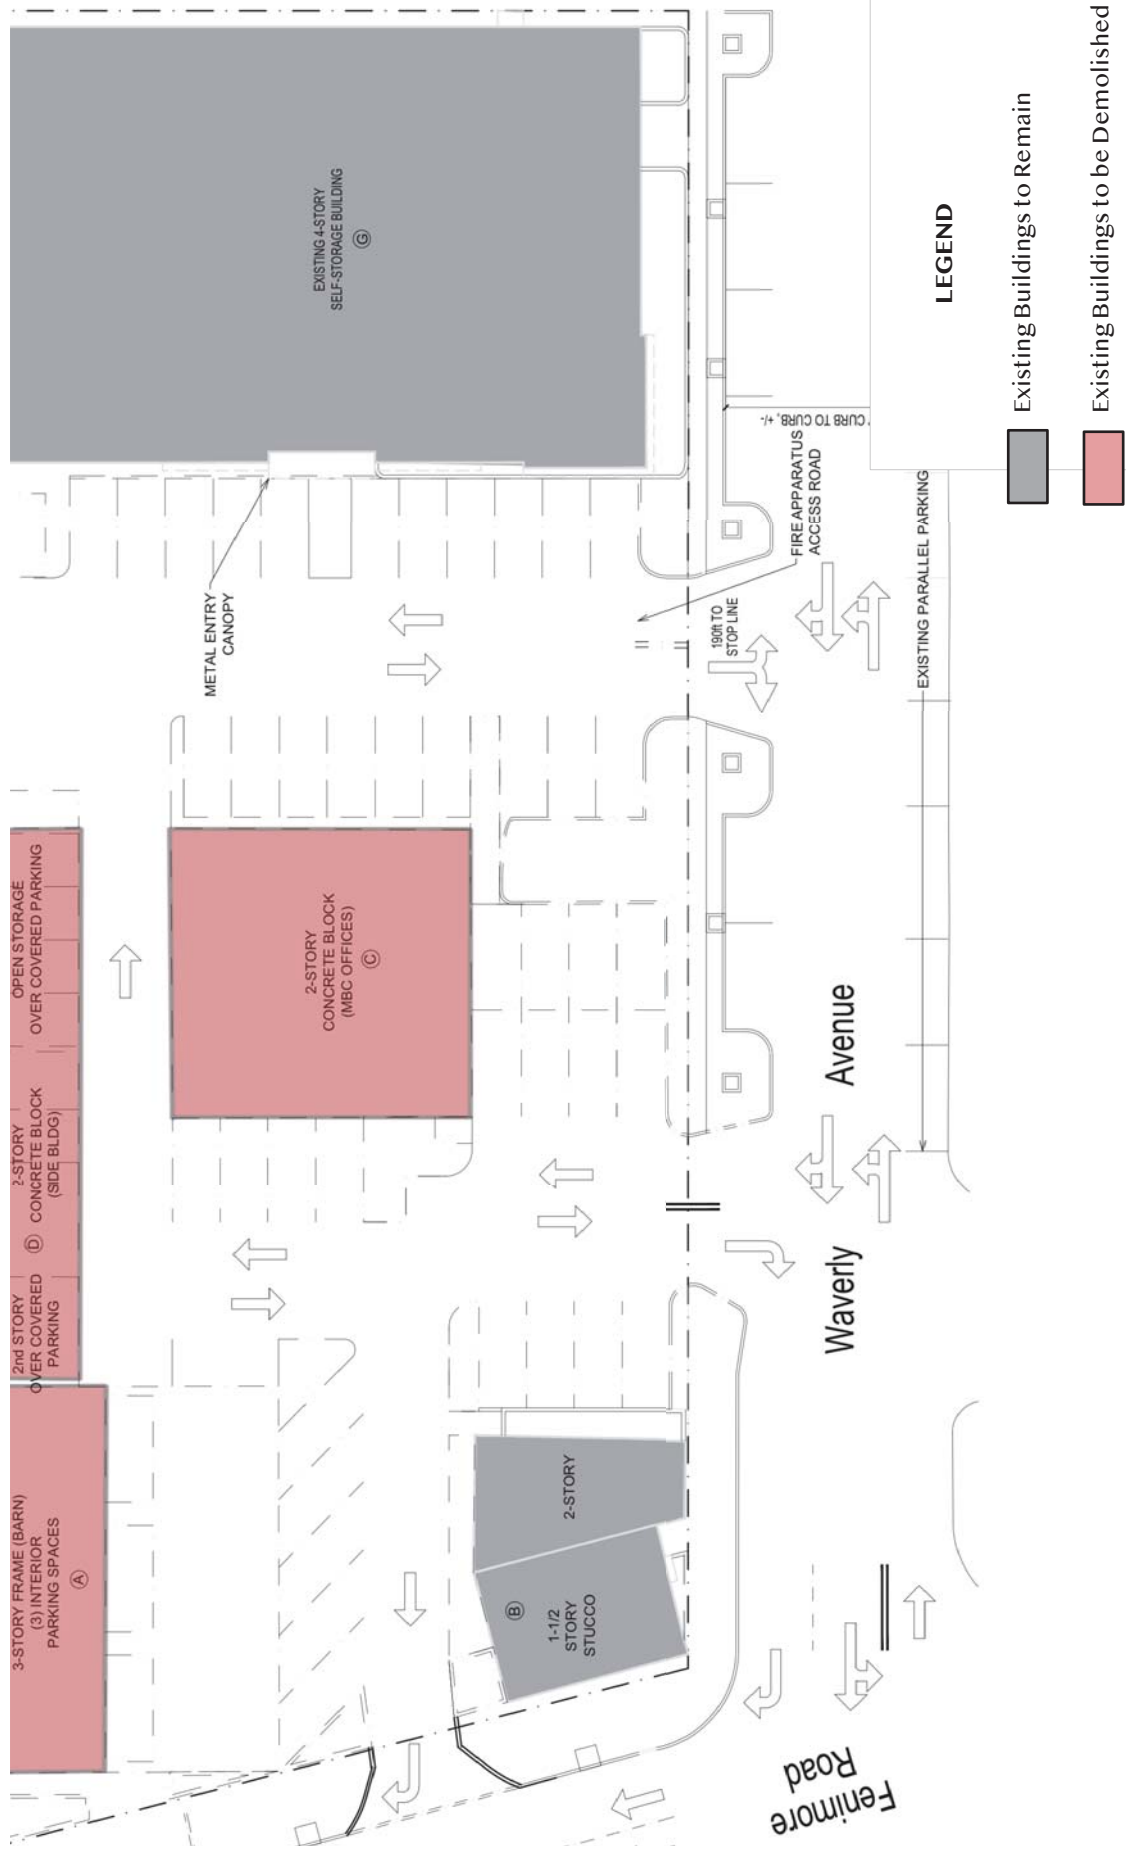 3-STORY FRAME (BARN)
(3) INTERIOR
PARKING SPACES
A
2nd STORY
OVER COVERED
PARKING
2-STORY
CONCRETE BLOCK
(SIDE BLDG)
D
OPEN STORAGE
OVER COVERED PARKING
METAL ENTRY
CANOPY
EXISTING 4-STORY
SELF-STORAGE BUILDING
G
2-STORY
CONCRETE BLOCK
(MBC OFFICES)
C
B
1-1/2
STORY
STUCCO
2-STORY
190ft TO
STOP LINE
FIRE APPARATUS
ACCESS ROAD
CURB TO CURB, +/-
Fenimore
Road
Waverly Avenue
EXISTING PARALLEL PARKING
LEGEND
Existing Buildings to Remain
Existing Buildings to be Demolished